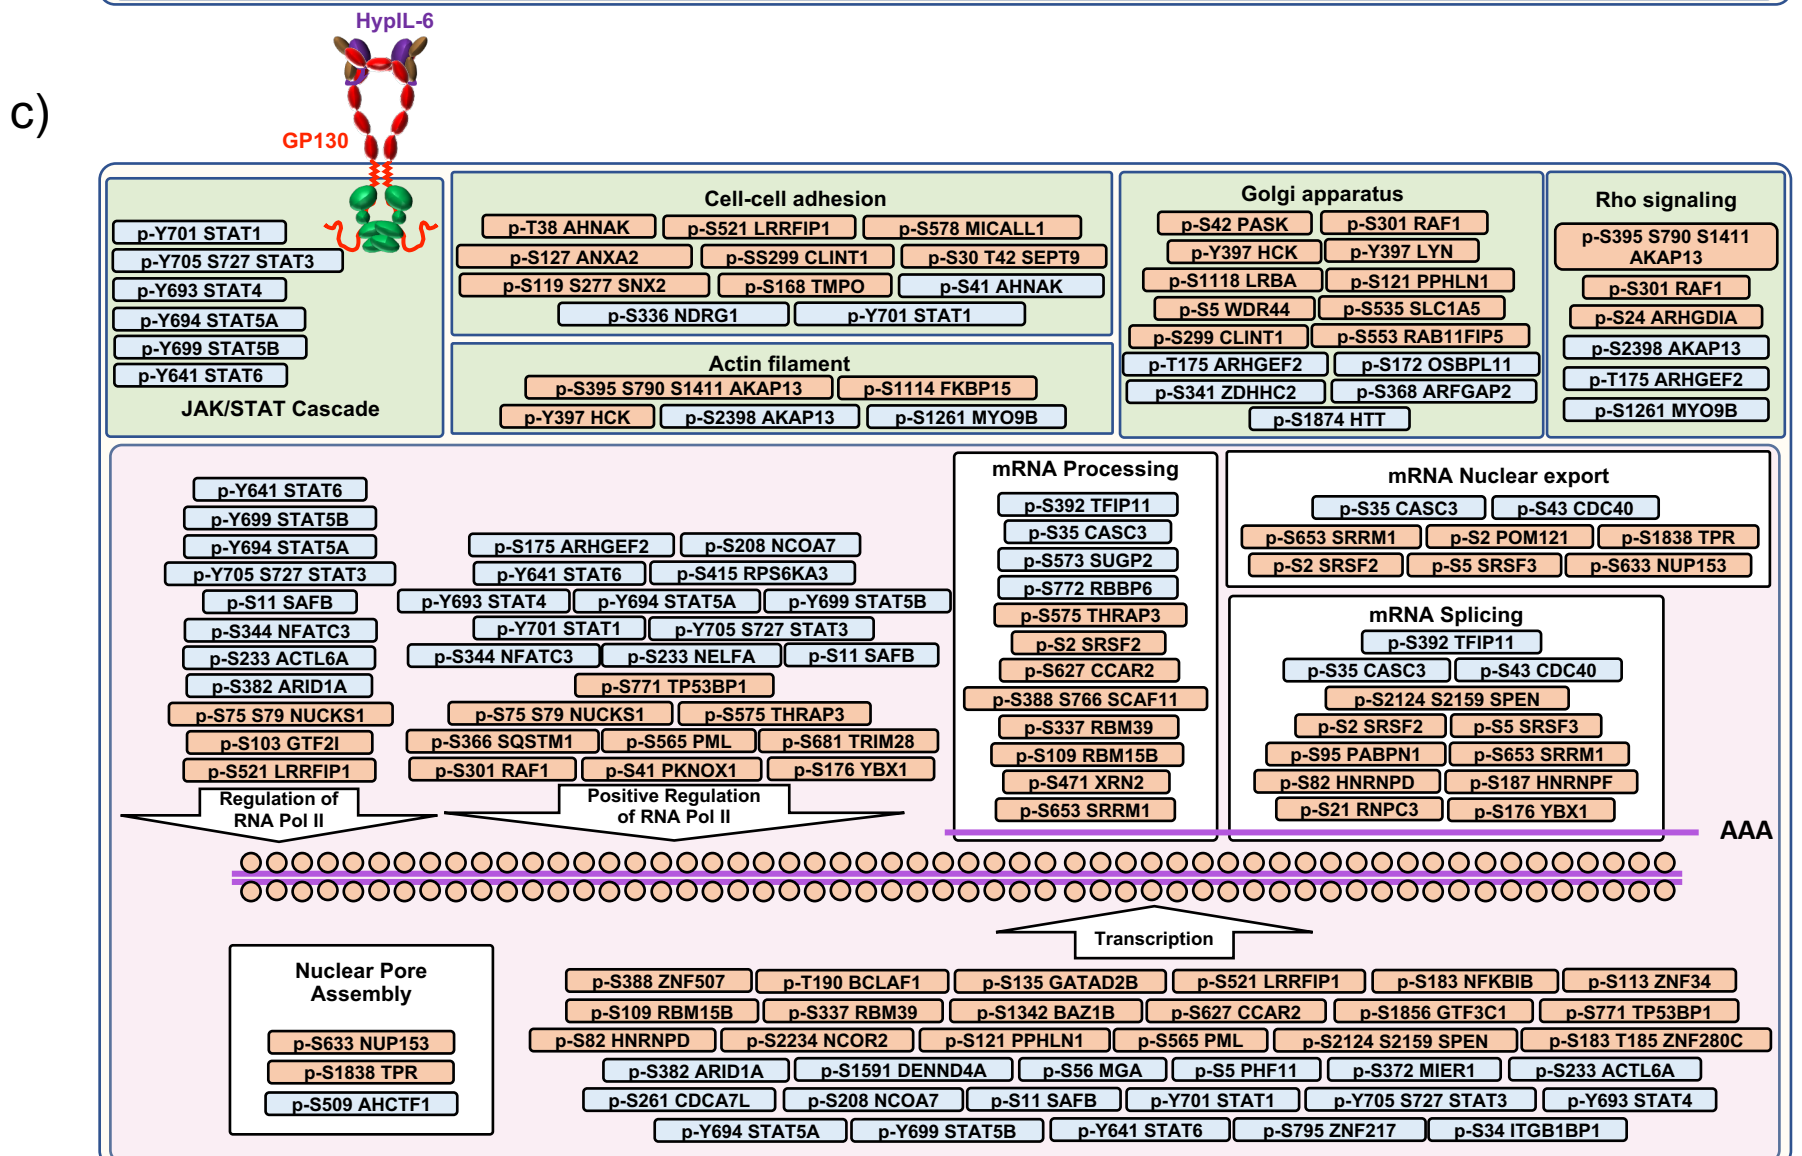 HypIL-6
c)
GP130
p-Y701 STAT1
p-Y705 S727 STAT3
p-Y693 STAT4
p-Y694 STAT5A
p-Y699 STAT5B
p-Y641 STAT6
JAK/STAT Cascade
Cell-cell adhesion
p-T38 AHNAK p-S521 LRRFIP1 p-S578 MICALL1
p-S127 ANXA2 p-SS299 CLINT1 p-S30 T42 SEPT9
p-S119 S277 SNX2 p-S168 TMPO p-S41 AHNAK
p-S336 NDRG1 p-Y701 STAT1
Actin filament
p-S395 S790 S1411 AKAP13 p-S1114 FKBP15
p-Y397 HCK p-S2398 AKAP13 p-S1261 MYO9B
Golgi apparatus
p-S42 PASK p-S301 RAF1
p-Y397 HCK p-Y397 LYN
p-S1118 LRBA p-S121 PPHLN1
p-S5 WDR44 p-S535 SLC1A5
p-S299 CLINT1 p-S553 RAB11FIP5
p-T175 ARHGEF2 p-S172 OSBPL11
p-S341 ZDHHC2 p-S368 ARFGAP2
p-S1874 HTT
Rho signaling
p-S395 S790 S1411
AKAP13
p-S301 RAF1
p-S24 ARHGDIA
p-S2398 AKAP13
p-T175 ARHGEF2
p-S1261 MYO9B
p-Y641 STAT6
p-Y699 STAT5B
p-Y694 STAT5A
p-Y705 S727 STAT3
p-S11 SAFB
p-S344 NFATC3
p-S233 ACTL6A
p-S382 ARID1A
p-S75 S79 NUCKS1
p-S103 GTF2I
p-S521 LRRFIP1
Regulation of
RNA Pol II
p-S175 ARHGEF2 p-S208 NCOA7
p-Y641 STAT6 p-S415 RPS6KA3
p-Y693 STAT4 p-Y694 STAT5A p-Y699 STAT5B
p-Y701 STAT1 p-Y705 S727 STAT3
p-S344 NFATC3 p-S233 NELFA p-S11 SAFB
p-S771 TP53BP1
p-S75 S79 NUCKS1 p-S575 THRAP3
p-S366 SQSTM1 p-S565 PML p-S681 TRIM28
p-S301 RAF1 p-S41 PKNOX1 p-S176 YBX1
Positive Regulation
of RNA Pol II
mRNA Processing
p-S392 TFIP11
p-S35 CASC3
p-S573 SUGP2
p-S772 RBBP6
p-S575 THRAP3
p-S2 SRSF2
p-S627 CCAR2
p-S388 S766 SCAF11
p-S337 RBM39
p-S109 RBM15B
p-S471 XRN2
p-S653 SRRM1
mRNA Nuclear export
p-S35 CASC3 p-S43 CDC40
p-S653 SRRM1 p-S2 POM121 p-S1838 TPR
p-S2 SRSF2 p-S5 SRSF3 p-S633 NUP153
mRNA Splicing
p-S392 TFIP11
p-S35 CASC3 p-S43 CDC40
p-S2124 S2159 SPEN
p-S2 SRSF2 p-S5 SRSF3
p-S95 PABPN1 p-S653 SRRM1
p-S82 HNRNPD p-S187 HNRNPF
p-S21 RNPC3 p-S176 YBX1
AAA
Transcription
Nuclear Pore
Assembly
p-S633 NUP153
p-S1838 TPR
p-S509 AHCTF1
p-S388 ZNF507 p-T190 BCLAF1 p-S135 GATAD2B p-S521 LRRFIP1 p-S183 NFKBIB p-S113 ZNF34
p-S109 RBM15B p-S337 RBM39 p-S1342 BAZ1B p-S627 CCAR2 p-S1856 GTF3C1 p-S771 TP53BP1
p-S82 HNRNPD p-S2234 NCOR2 p-S121 PPHLN1 p-S565 PML p-S2124 S2159 SPEN p-S183 T185 ZNF280C
p-S382 ARID1A p-S1591 DENND4A p-S56 MGA p-S5 PHF11 p-S372 MIER1 p-S233 ACTL6A
p-S261 CDCA7L p-S208 NCOA7 p-S11 SAFB p-Y701 STAT1 p-Y705 S727 STAT3 p-Y693 STAT4
p-Y694 STAT5A p-Y699 STAT5B p-Y641 STAT6 p-S795 ZNF217 p-S34 ITGB1BP1